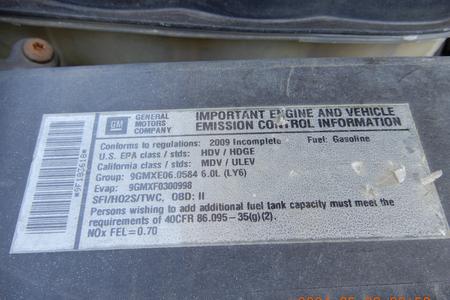 GM
GENERAL MOTORS COMPANY
IMPORTANT ENGINE AND VEHICLE
EMISSION CONTROL INFORMATION
Conforms to regulations: 2009 Incomplete Fuel: Gasoline
U.S. EPA class / stds: HDV / HDGE
California class / stds: MDV / ULEV
Group: 9GMXE06.0584 6.0L (LY6)
Evap: 9GMXF0300998
SFI/HO2S/TWC, OBD: II
Persons wishing to add additional fuel tank capacity must meet the
requirements of 40CFR 86.095-35(g)(2).
NOx FEL=0.70